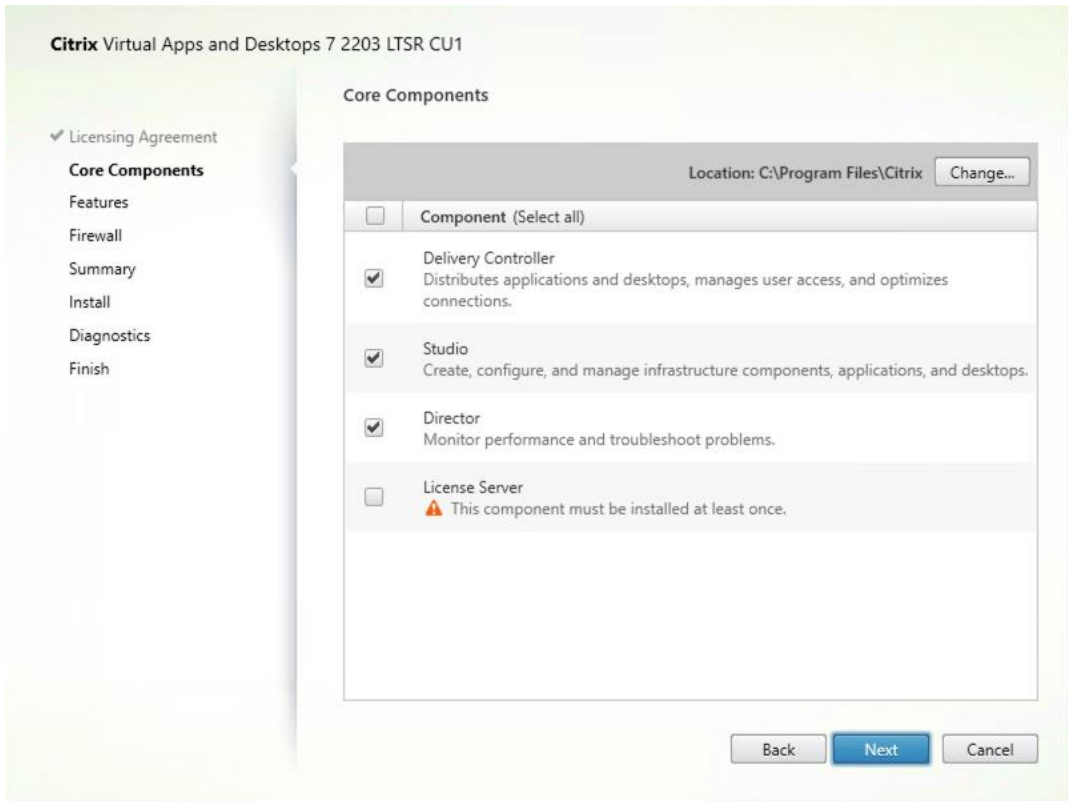 Citrix Virtual Apps and Desktops 7 2203 LTSR CU1
Core Components
Licensing Agreement
Core Components
Features
Firewall
Summary
Install
Diagnostics
Finish
Location: C:\Program Files\Citrix
Change...
Component (Select all)
Delivery Controller
Distributes applications and desktops, manages user access, and optimizes
connections.
Studio
Create, configure, and manage infrastructure components, applications, and desktops.
Director
Monitor performance and troubleshoot problems.
License Server
This component must be installed at least once.
Back
Next
Cancel